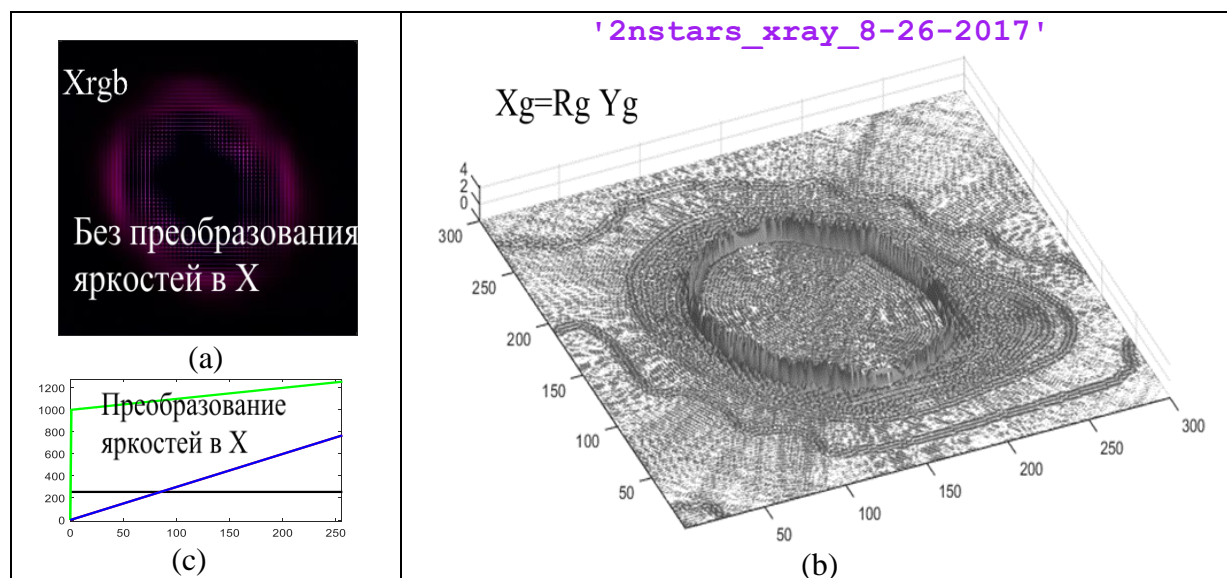 Xrgb
Без преобразования
яркостей в X
(a)
1200
1000
800
600
400
200
0
Преобразование
яркостей в X
0 50 100 150 200 250
(c)
'2nstars_xray_8-26-2017'
Xg=Rg Yg
4
2
0
300
250
200
150
100
50
50
100
150
200
250
300
(b)